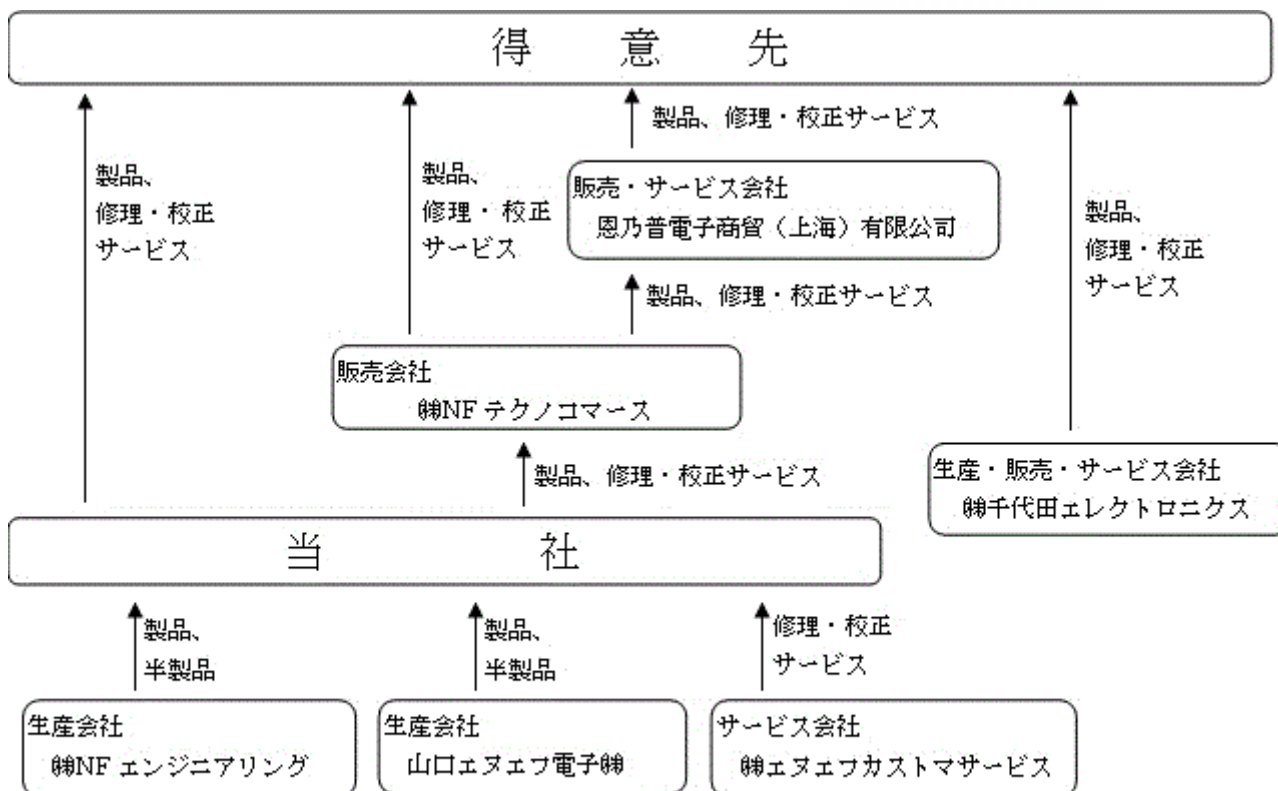 得意先
製品、修理・校正サービス
製品、
修理・校正
サービス
製品、
修理・校正
サービス
販売・サービス会社
恩乃普電子商貿（上海）有限公司
製品、
修理・校正
サービス
製品、修理・校正サービス
販売会社
㈱NFテクノコマース
製品、修理・校正サービス
生産・販売・サービス会社
㈱千代田エレクトロニクス
当社
製品、
半製品
製品、
半製品
修理・校正
サービス
生産会社
㈱NFエンジニアリング
生産会社
山口エヌエフ電子㈱
サービス会社
㈱エヌエフカストマサービス